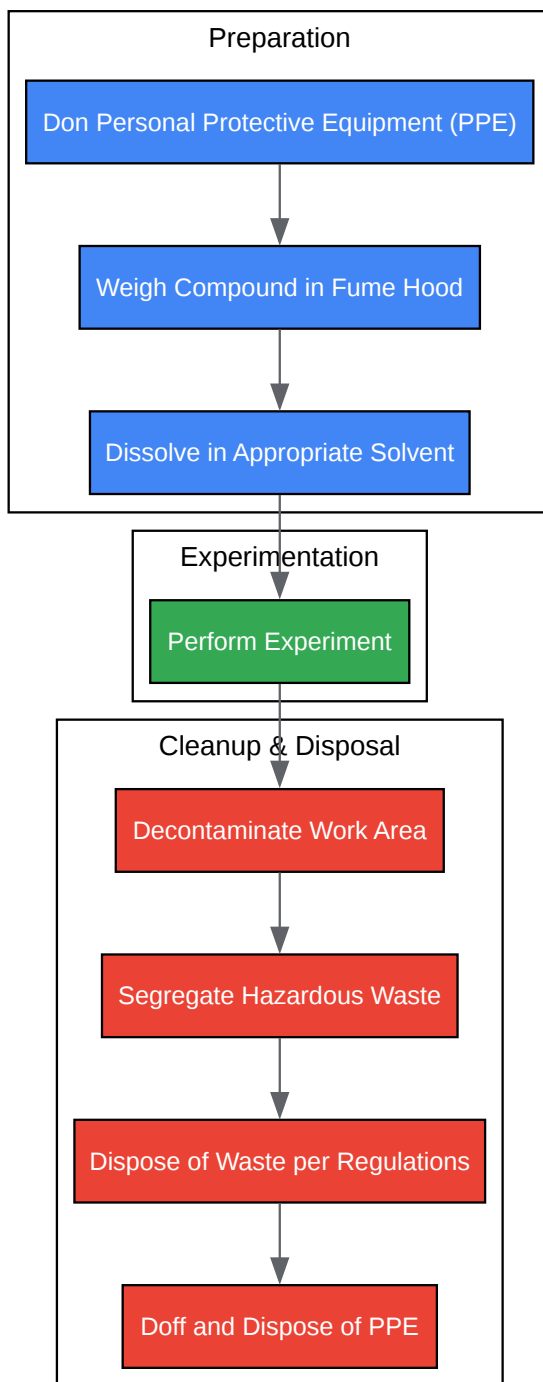 Preparation
Don Personal Protective Equipment (PPE)
Weigh Compound in Fume Hood
Dissolve in Appropriate Solvent
Experimentation
Perform Experiment
Cleanup & Disposal
Decontaminate Work Area
Segregate Hazardous Waste
Dispose of Waste per Regulations
Doff and Dispose of PPE